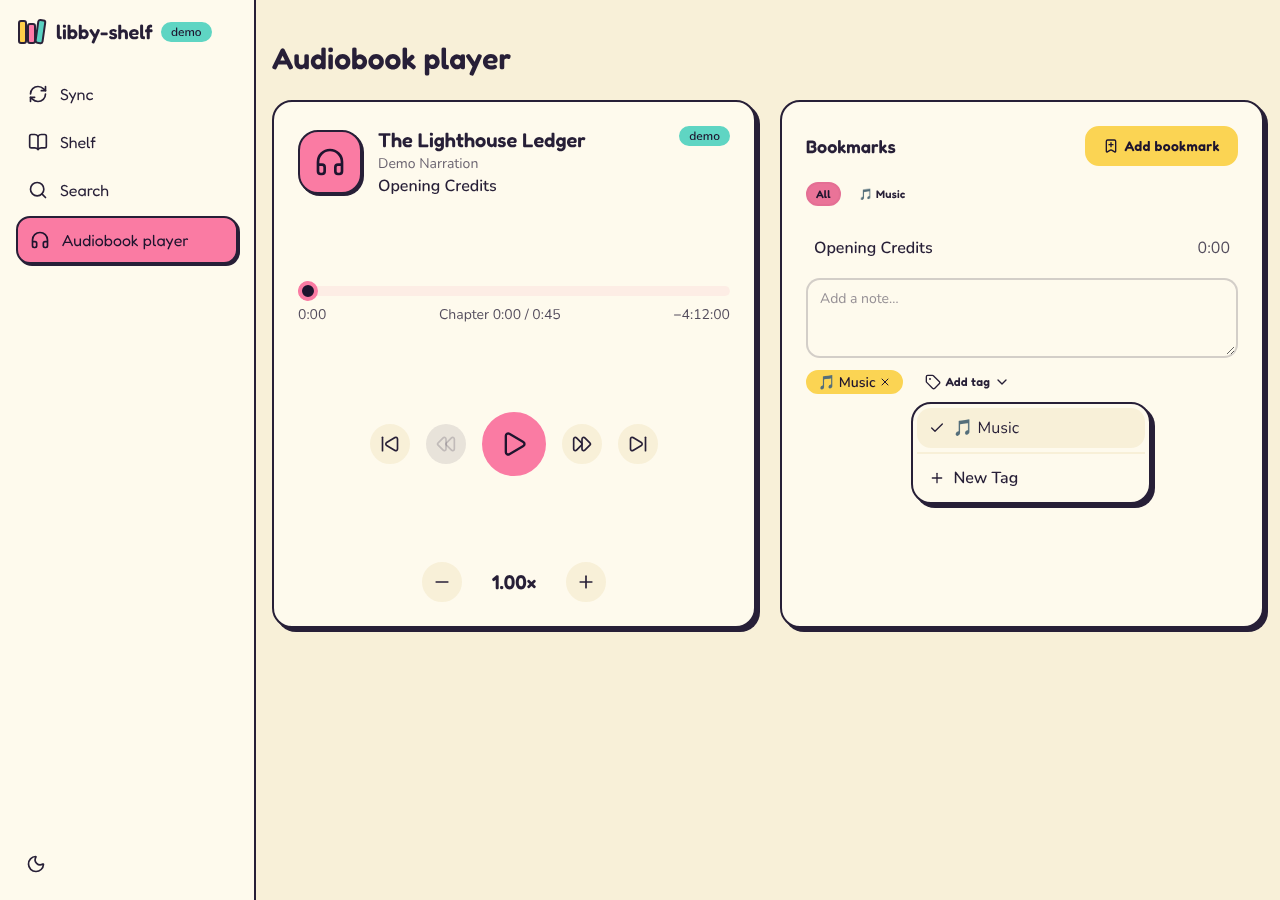 libby-shelf demo
Sync
Shelf
Search
Audiobook player
Audiobook player
The Lighthouse Ledger
demo
Demo Narration
Opening Credits
0:00 Chapter 0:00 / 0:45 −4:12:00
1.00×
Bookmarks
Add bookmark
All 🎵 Music
Opening Credits 0:00
Add a note…
🎵 Music × Add tag
🎵 Music
New Tag